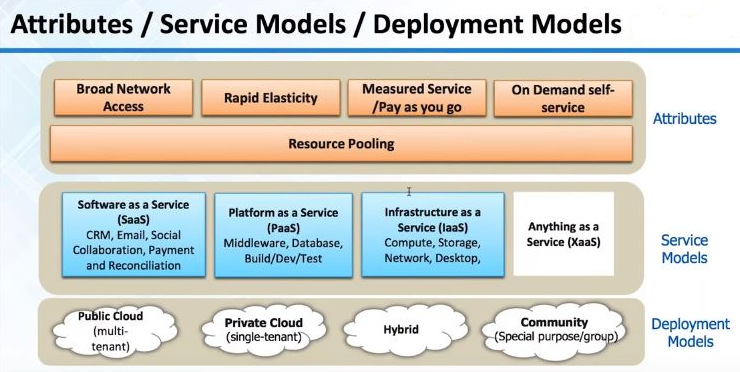 Attributes / Service Models / Deployment Models
Broad Network
Access
Rapid Elasticity
Measured Service
/Pay as you go
On Demand self-
service
Resource Pooling
Attributes
Software as a Service
(SaaS)
CRM, Email, Social
Collaboration, Payment
and Reconciliation
Platform as a Service
(PaaS)
Middleware, Database,
Build/Dev/Test
Infrastructure as a
Service (IaaS)
Compute, Storage,
Network, Desktop,
Anything as a
Service (XaaS)
Service
Models
Public Cloud
(multi-
tenant)
Private Cloud
(single-tenant)
Hybrid
Community
(Special purpose/group)
Deployment
Models